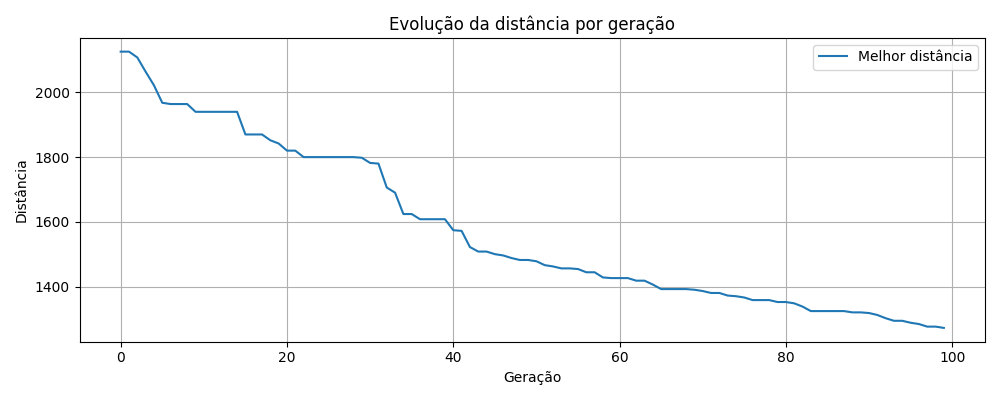 Evolução da distância por geração
Melhor distância
Distância
2000
1800
1600
1400
0
20
40
60
80
100
Geração